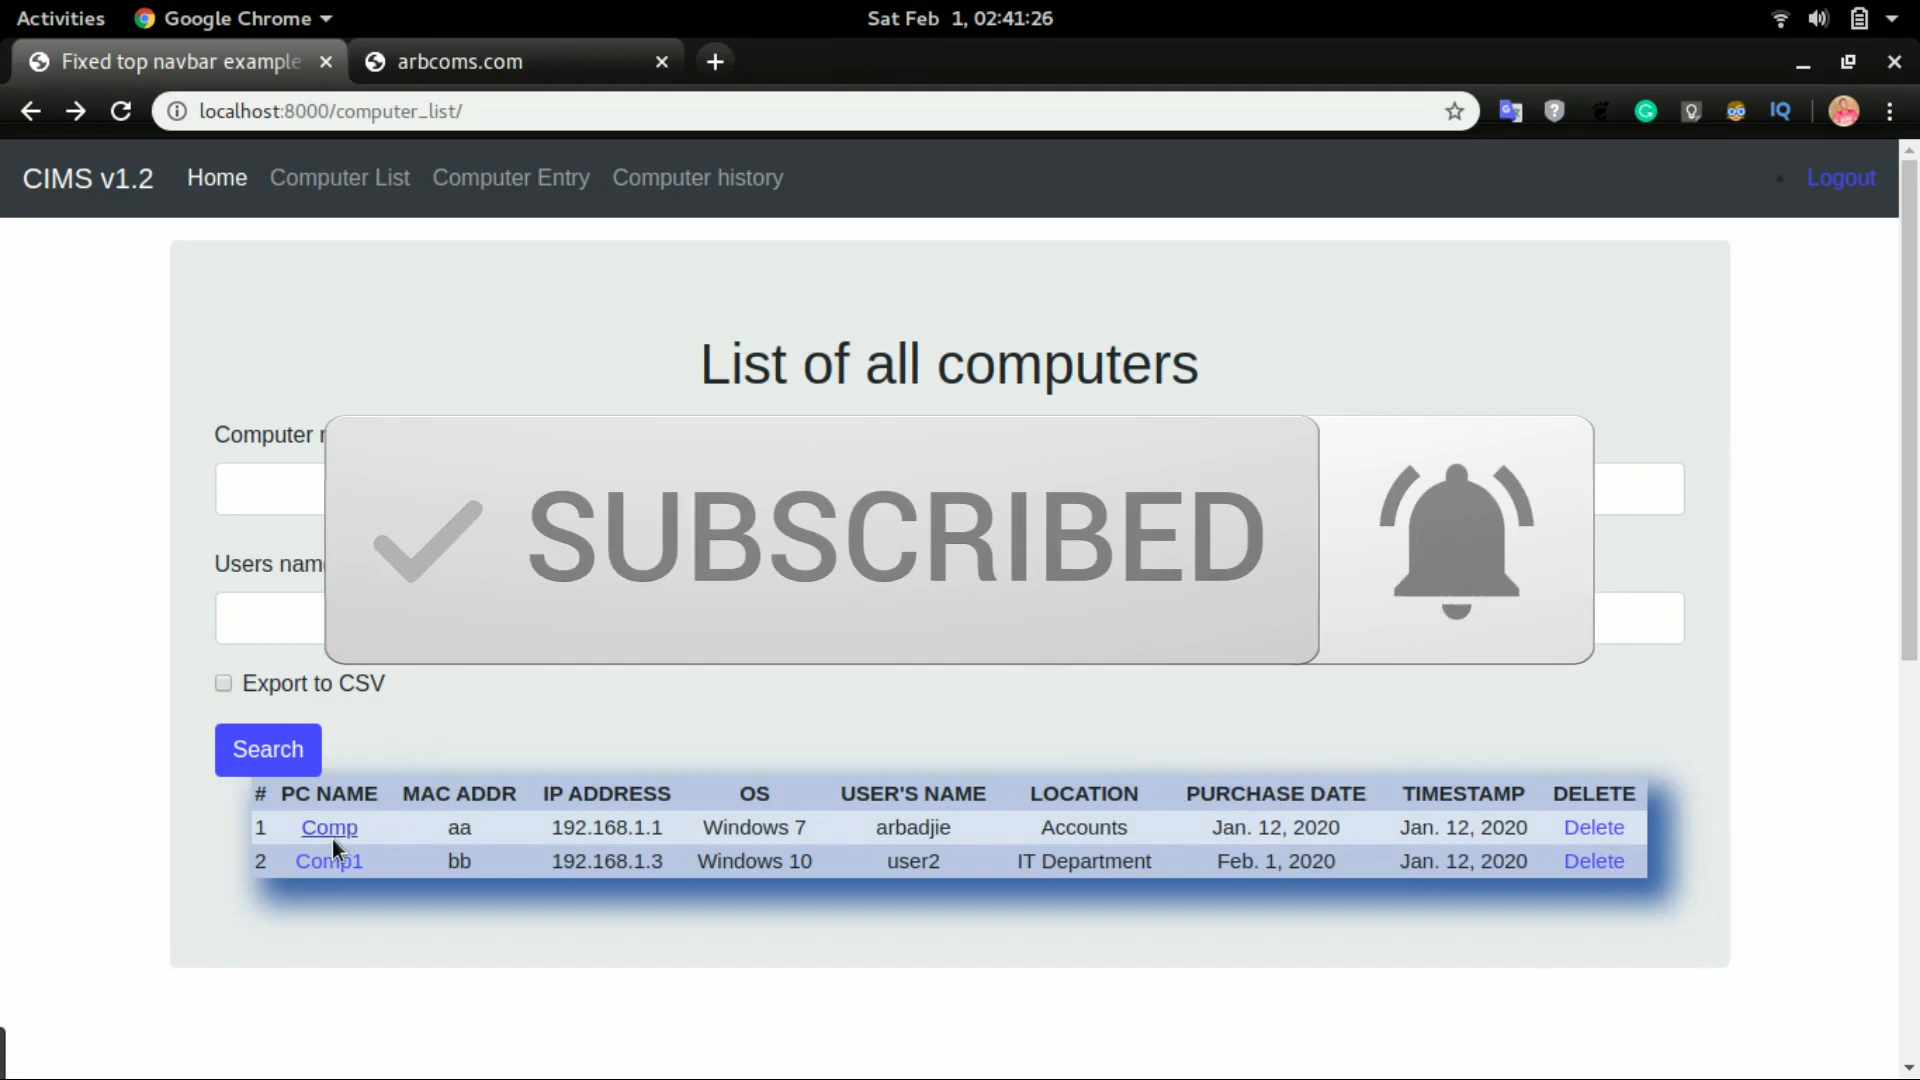 Activities Google Chrome Sat Feb 1, 02:41:26
Fixed top navbar example arbcoms.com
localhost:8000/computer_list/
CIMS v1.2 Home Computer List Computer Entry Computer history Logout
List of all computers
Computer
SUBSCRIBED
Users name
Export to CSV
Search
# PC NAME MAC ADDR IP ADDRESS OS USER'S NAME LOCATION PURCHASE DATE TIMESTAMP DELETE
1 Comp aa 192.168.1.1 Windows 7 arbadjie Accounts Jan. 12, 2020 Jan. 12, 2020 Delete
2 Comp1 bb 192.168.1.3 Windows 10 user2 IT Department Feb. 1, 2020 Jan. 12, 2020 Delete